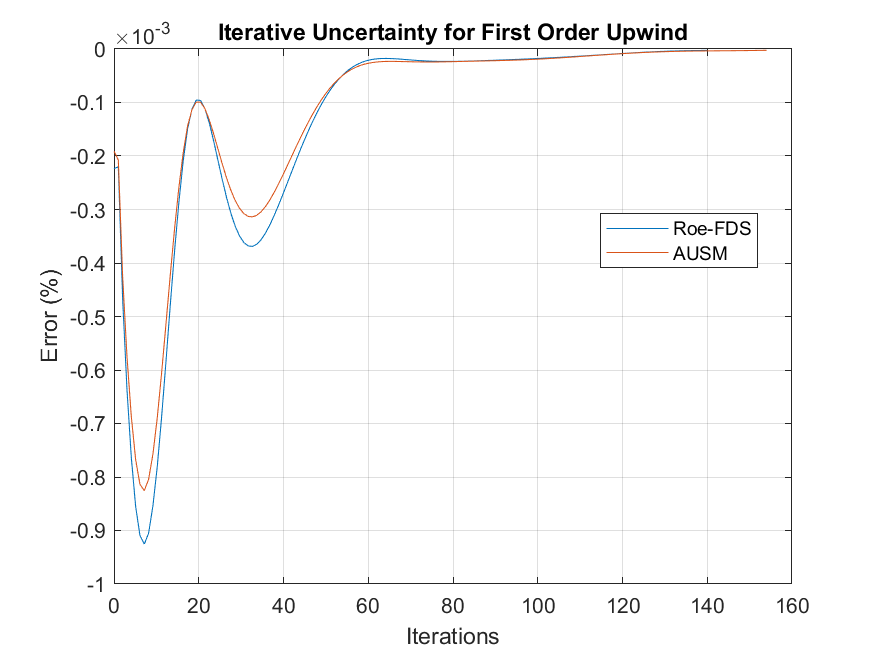 ×10-3
Iterative Uncertainty for First Order Upwind
0
-0.1
-0.2
-0.3
-0.4
-0.5
-0.6
-0.7
-0.8
-0.9
-1
Error (%)
Roe-FDS
AUSM
0 20 40 60 80 100 120 140 160
Iterations